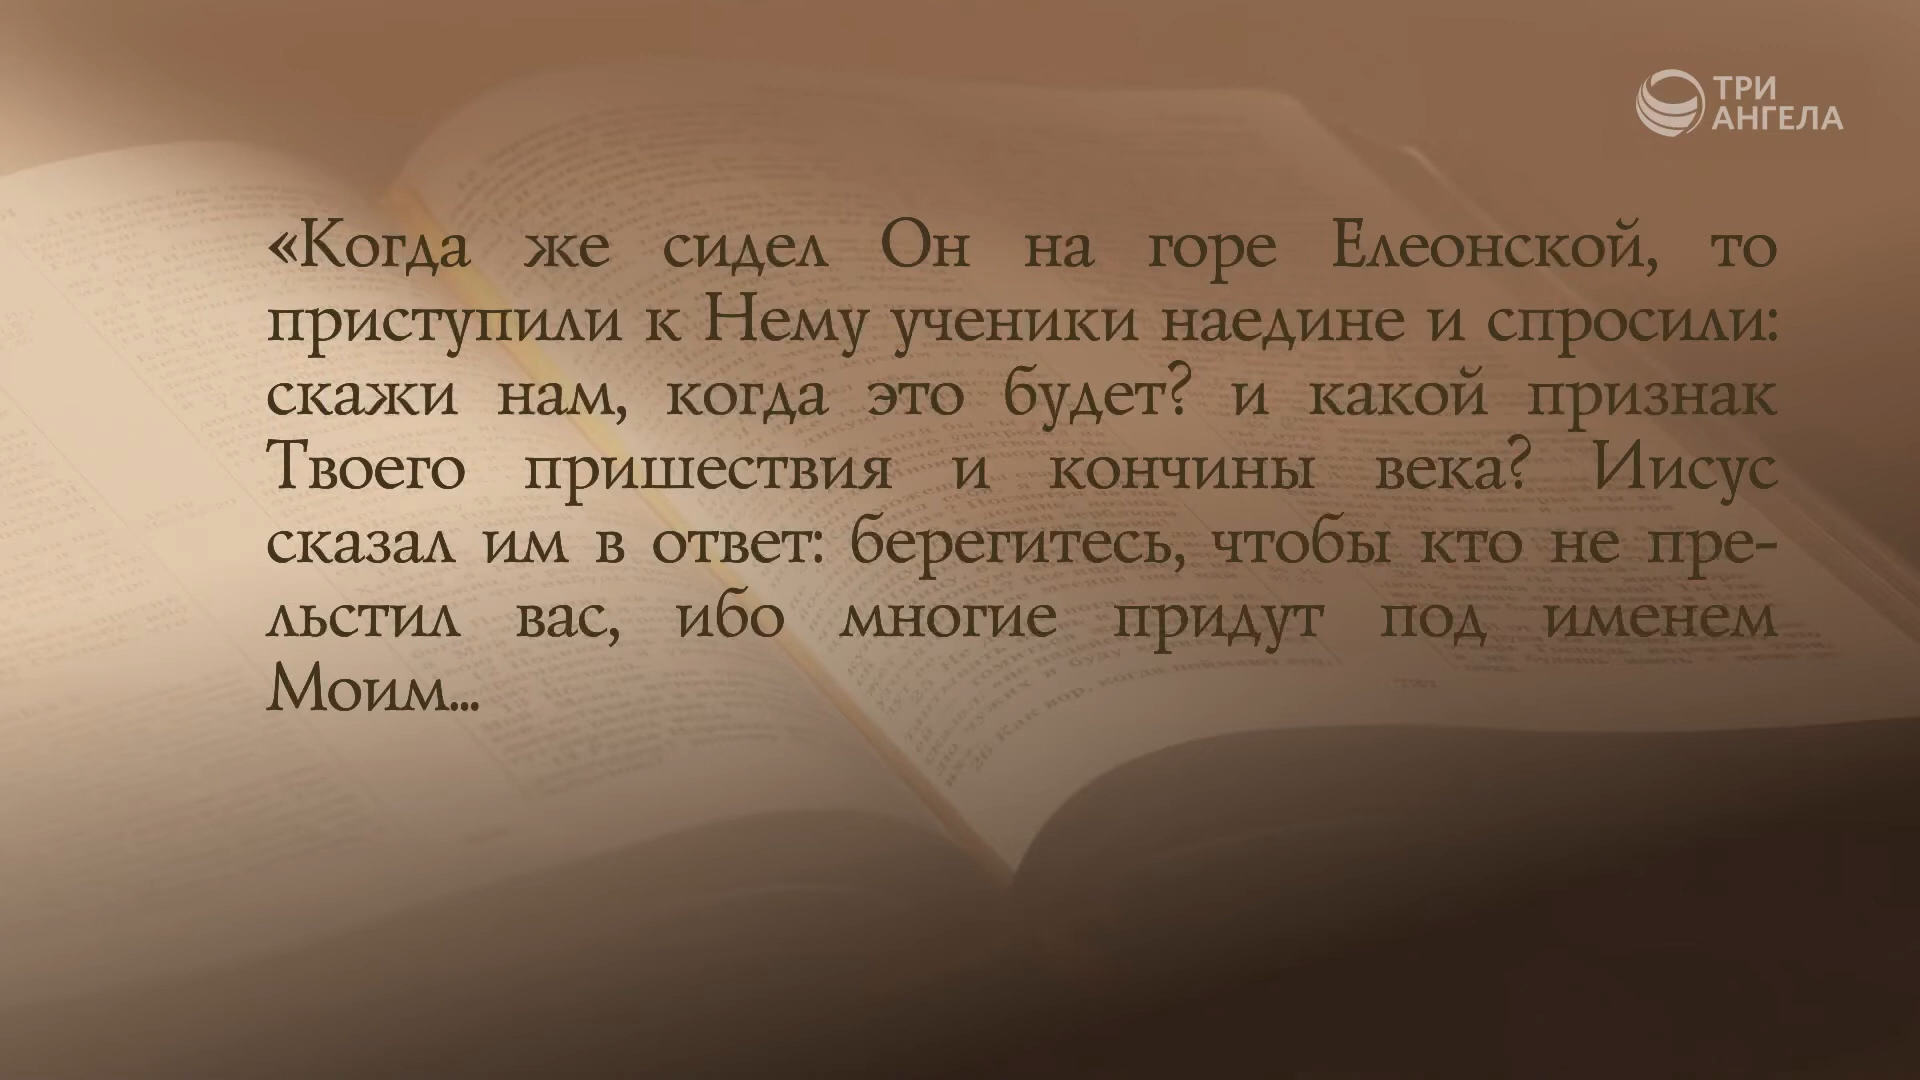 ТРИ
АНГЕЛА
«Когда же сидел Он на горе Елеонской, то
приступили к Нему ученики наедине и спросили:
скажи нам, когда это будет? и какой признак
Твоего пришествия и кончины века? Иисус
сказал им в ответ: берегитесь, чтобы кто не пре-
льстил вас, ибо многие придут под именем
Моим...